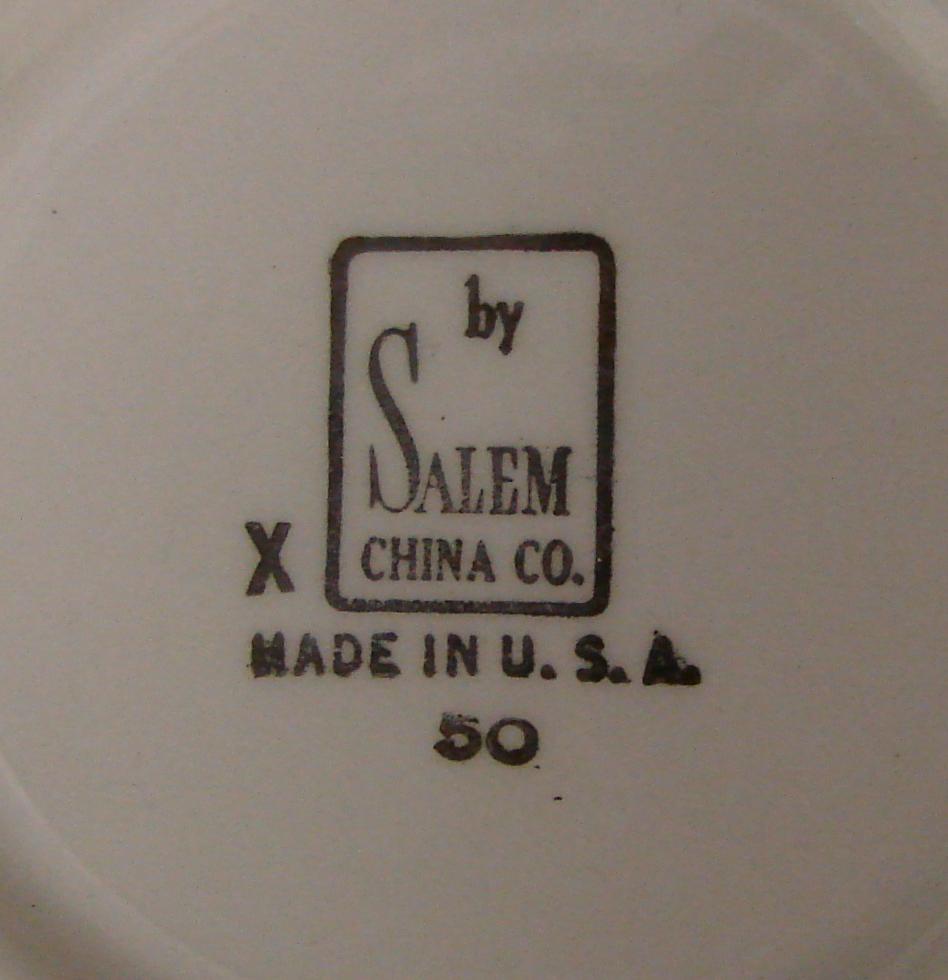 by
SALEM
CHINA CO.
X
MADE IN U. S. A.
50